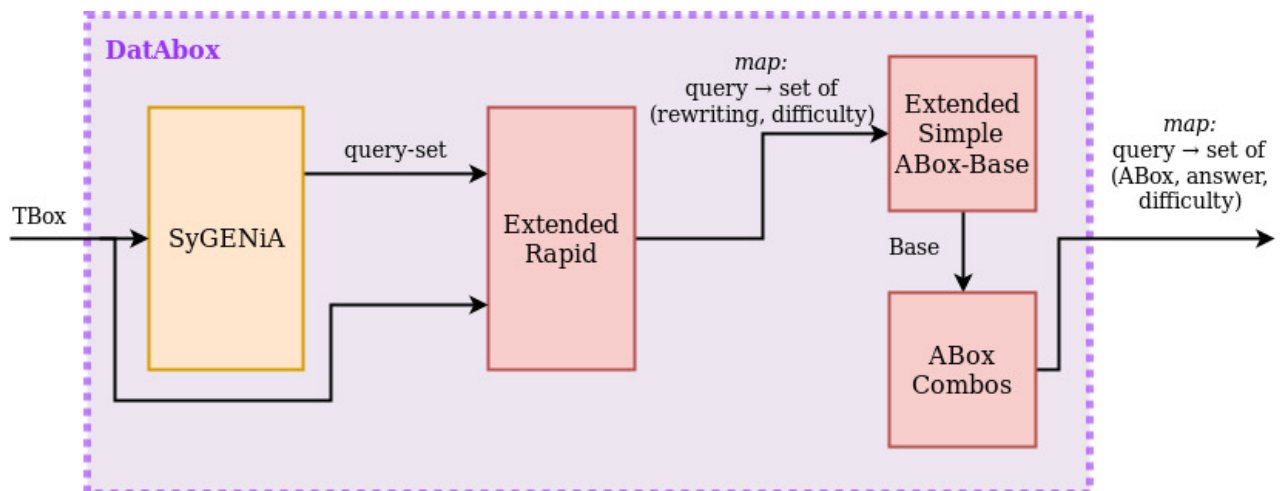 DatAbox
TBox
SyGENiA
query-set
Extended
Rapid
map:
query → set of
(rewriting, difficulty)
Extended
Simple
ABox-Base
Base
ABox
Combos
map:
query → set of
(ABox, answer,
difficulty)